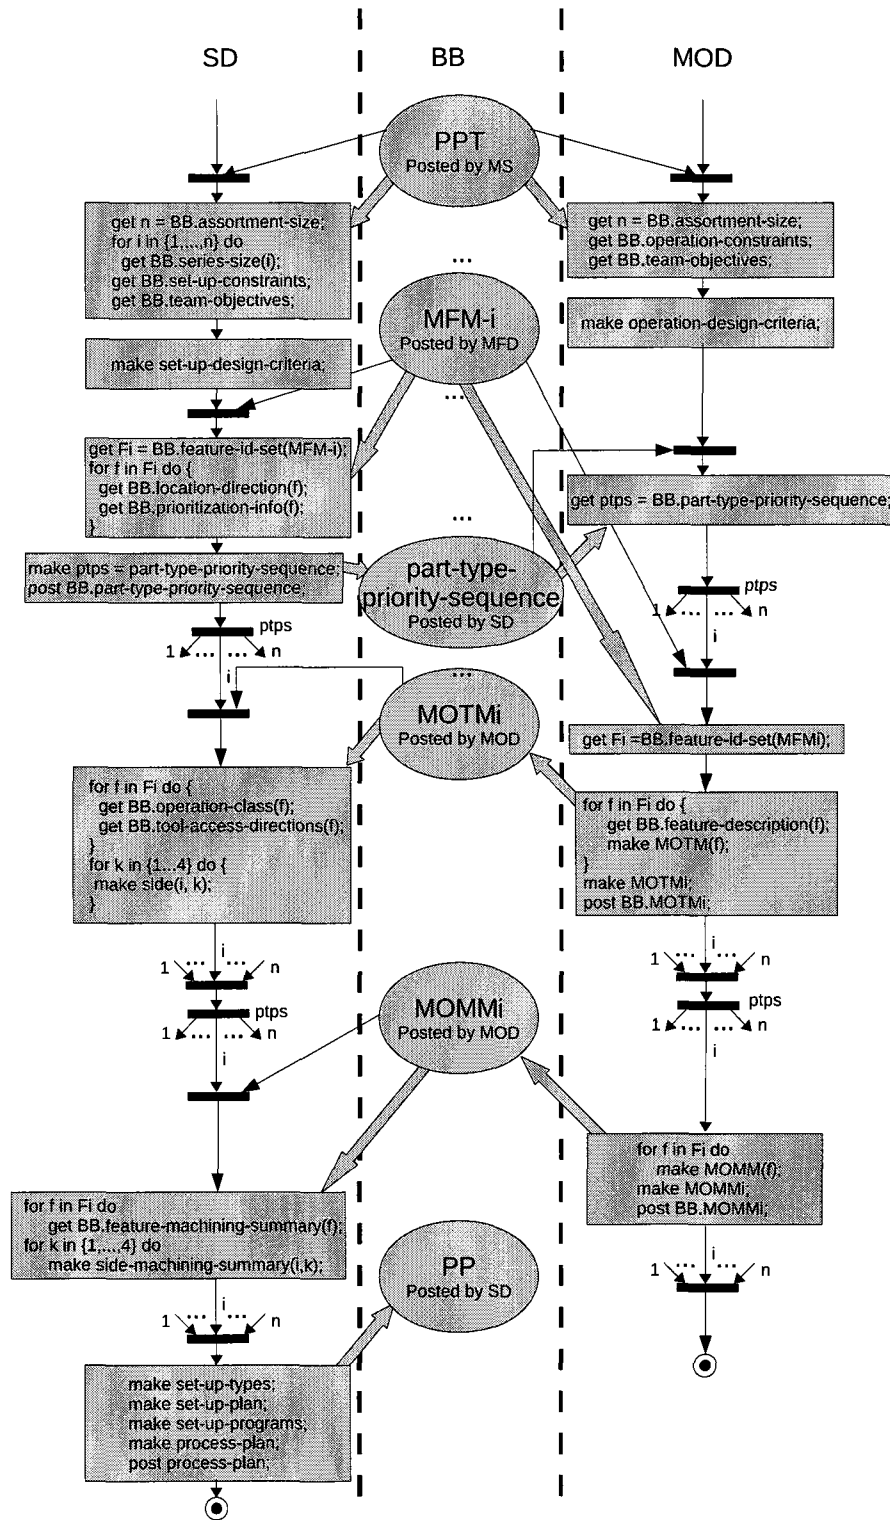 SD
BB
MOD
PPT
Posted by MS
get n = BB.assortment-size;
for i in {1,...,n} do
get BB.series-size(i);
get BB.set-up-constraints;
get BB.team-objectives;
get n = BB.assortment-size;
get BB.operation-constraints;
get BB.team-objectives;
...
MFM-i
Posted by MFD
make operation-design-criteria;
make set-up-design-criteria;
...
get Fi = BB.feature-id-set(MFM-i);
for f in Fi do {
get BB.location-direction(f);
get BB.prioritization-info(f);
}
get ptps = BB.part-type-priority-sequence;
...
make ptps = part-type-priority-sequence;
post BB.part-type-priority-sequence;
part-type-
priority-sequence
Posted by SD
ptps
1 ... ... n
i
ptps
1 ... ... n
i
...
MOTMi
Posted by MOD
get Fi =BB.feature-id-set(MFMi);
for f in Fi do {
get BB.operation-class(f);
get BB.tool-access-directions(f);
}
for k in {1...4} do {
make side(i, k);
}
for f in Fi do {
get BB.feature-description(f);
make MOTM(f);
}
make MOTMi;
post BB.MOTMi;
i
1 ... ... n
ptps
1 ... ... n
i
MOMMi
Posted by MOD
i
1 ... ... n
ptps
1 ... ... n
i
for f in Fi do
make MOMM(f);
make MOMMi;
post BB.MOMMi;
for f in Fi do
get BB.feature-machining-summary(f);
for k in {1,...,4} do
make side-machining-summary(i,k);
PP
Posted by SD
i
1 ... ... n
i
1 ... ... n
make set-up-types;
make set-up-plan;
make set-up-programs;
make process-plan;
post process-plan;